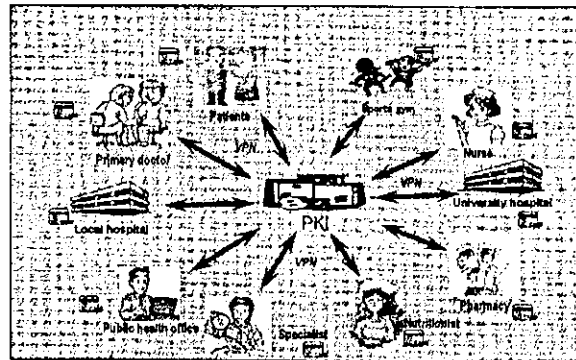 Patients
Sports gym
Primary doctor
VPN
Nurse
VPN
University hospital
Local hospital
PKI
VPN
Pharmacy
Public health office
Specialist
Nutritionist